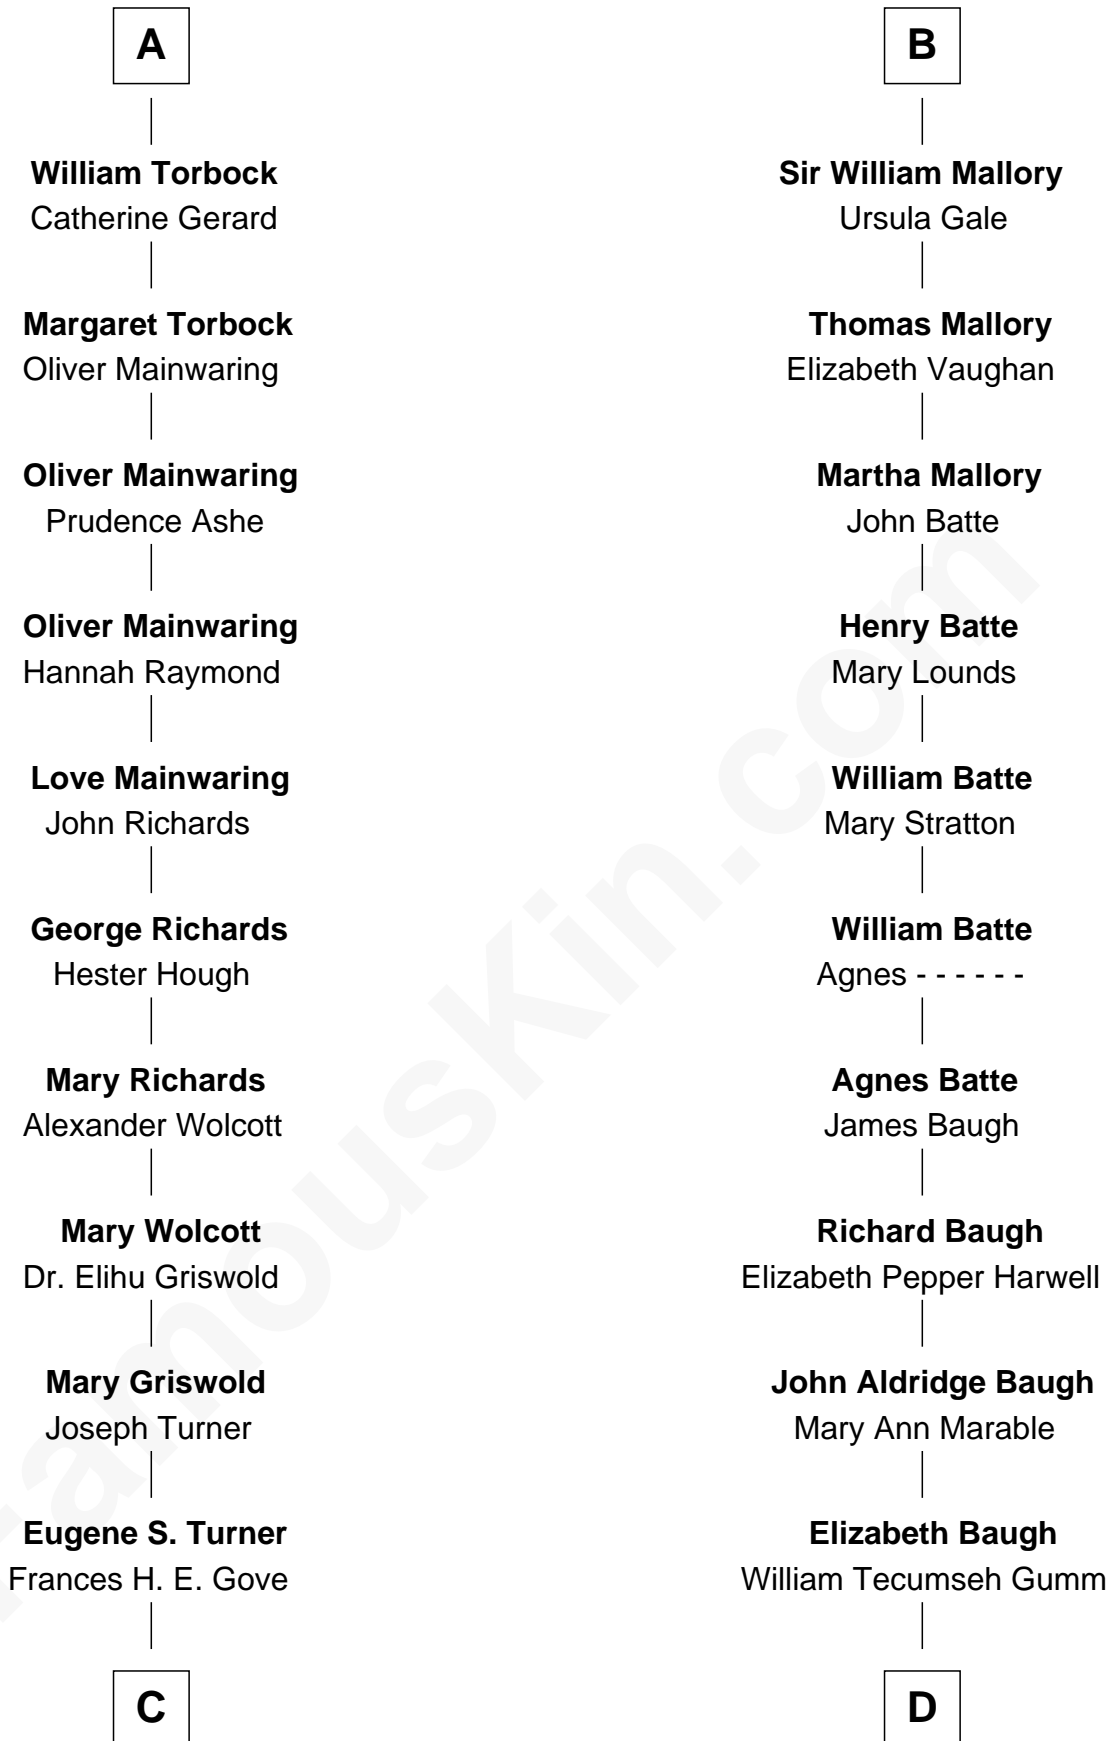 A
William Torbock
Catherine Gerard
Margaret Torbock
Oliver Mainwaring
Oliver Mainwaring
Prudence Ashe
Oliver Mainwaring
Hannah Raymond
Love Mainwaring
John Richards
George Richards
Hester Hough
Mary Richards
Alexander Wolcott
Mary Wolcott
Dr. Elihu Griswold
Mary Griswold
Joseph Turner
Eugene S. Turner
Frances H. E. Gove
C
B
Sir William Mallory
Ursula Gale
Thomas Mallory
Elizabeth Vaughan
Martha Mallory
John Batte
Henry Batte
Mary Lounds
William Batte
Mary Stratton
William Batte
Agnes - - - - - -
Agnes Batte
James Baugh
Richard Baugh
Elizabeth Pepper Harwell
John Aldridge Baugh
Mary Ann Marable
Elizabeth Baugh
William Tecumseh Gumm
D
FamousKin.com